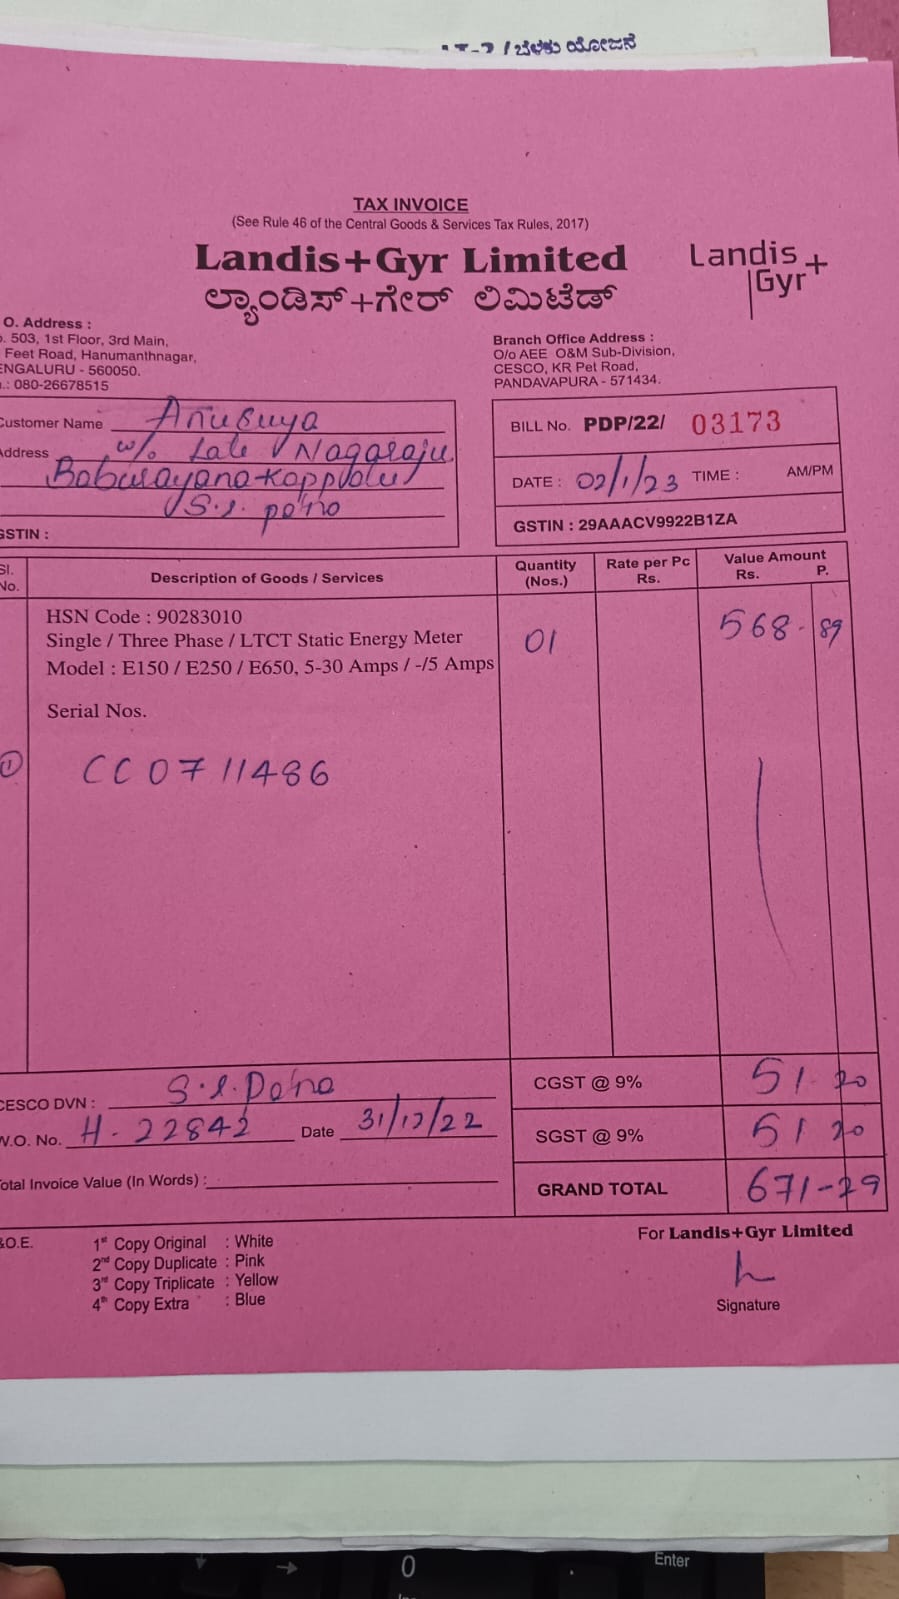 / ಬೆಳಕು ಯೋಜನೆ
TAX INVOICE
(See Rule 46 of the Central Goods & Services Tax Rules, 2017)
Landis+Gyr Limited
ಲ್ಯಾಂಡಿಸ್+ಗೇರ್ ಲಿಮಿಟೆಡ್
Landis
Gyr+
O. Address :
503, 1st Floor, 3rd Main,
Feet Road, Hanumanthnagar,
ENGALURU - 560050.
.: 080-26678515
Branch Office Address :
O/o AEE O&M Sub-Division,
CESCO, KR Pet Road,
PANDAVAPURA - 571434.
Customer Name Anusuya
Address w/o Late Nagaraju
S.s.
GSTIN :
BILL No. PDP/22/ 03173
DATE : 02/1/23 TIME : AM/PM
GSTIN : 29AAACV9922B1ZA
Sl. No. Description of Goods / Services Quantity (Nos.) Rate per Pc Rs. Value Amount Rs. P.
HSN Code : 90283010
Single / Three Phase / LTCT Static Energy Meter 01 568-89
Model : E150 / E250 / E650, 5-30 Amps / -/5 Amps
Serial Nos.
1 CC0711486
CESCO DVN : S.s.
CGST @ 9% 51 20
W.O. No. H-22842 Date 31/12/22
SGST @ 9% 51 20
Total Invoice Value (In Words) :
GRAND TOTAL 671-29
&O.E.
1st Copy Original : White
2nd Copy Duplicate : Pink
3rd Copy Triplicate : Yellow
4th Copy Extra : Blue
For Landis+Gyr Limited
Signature
0
Enter